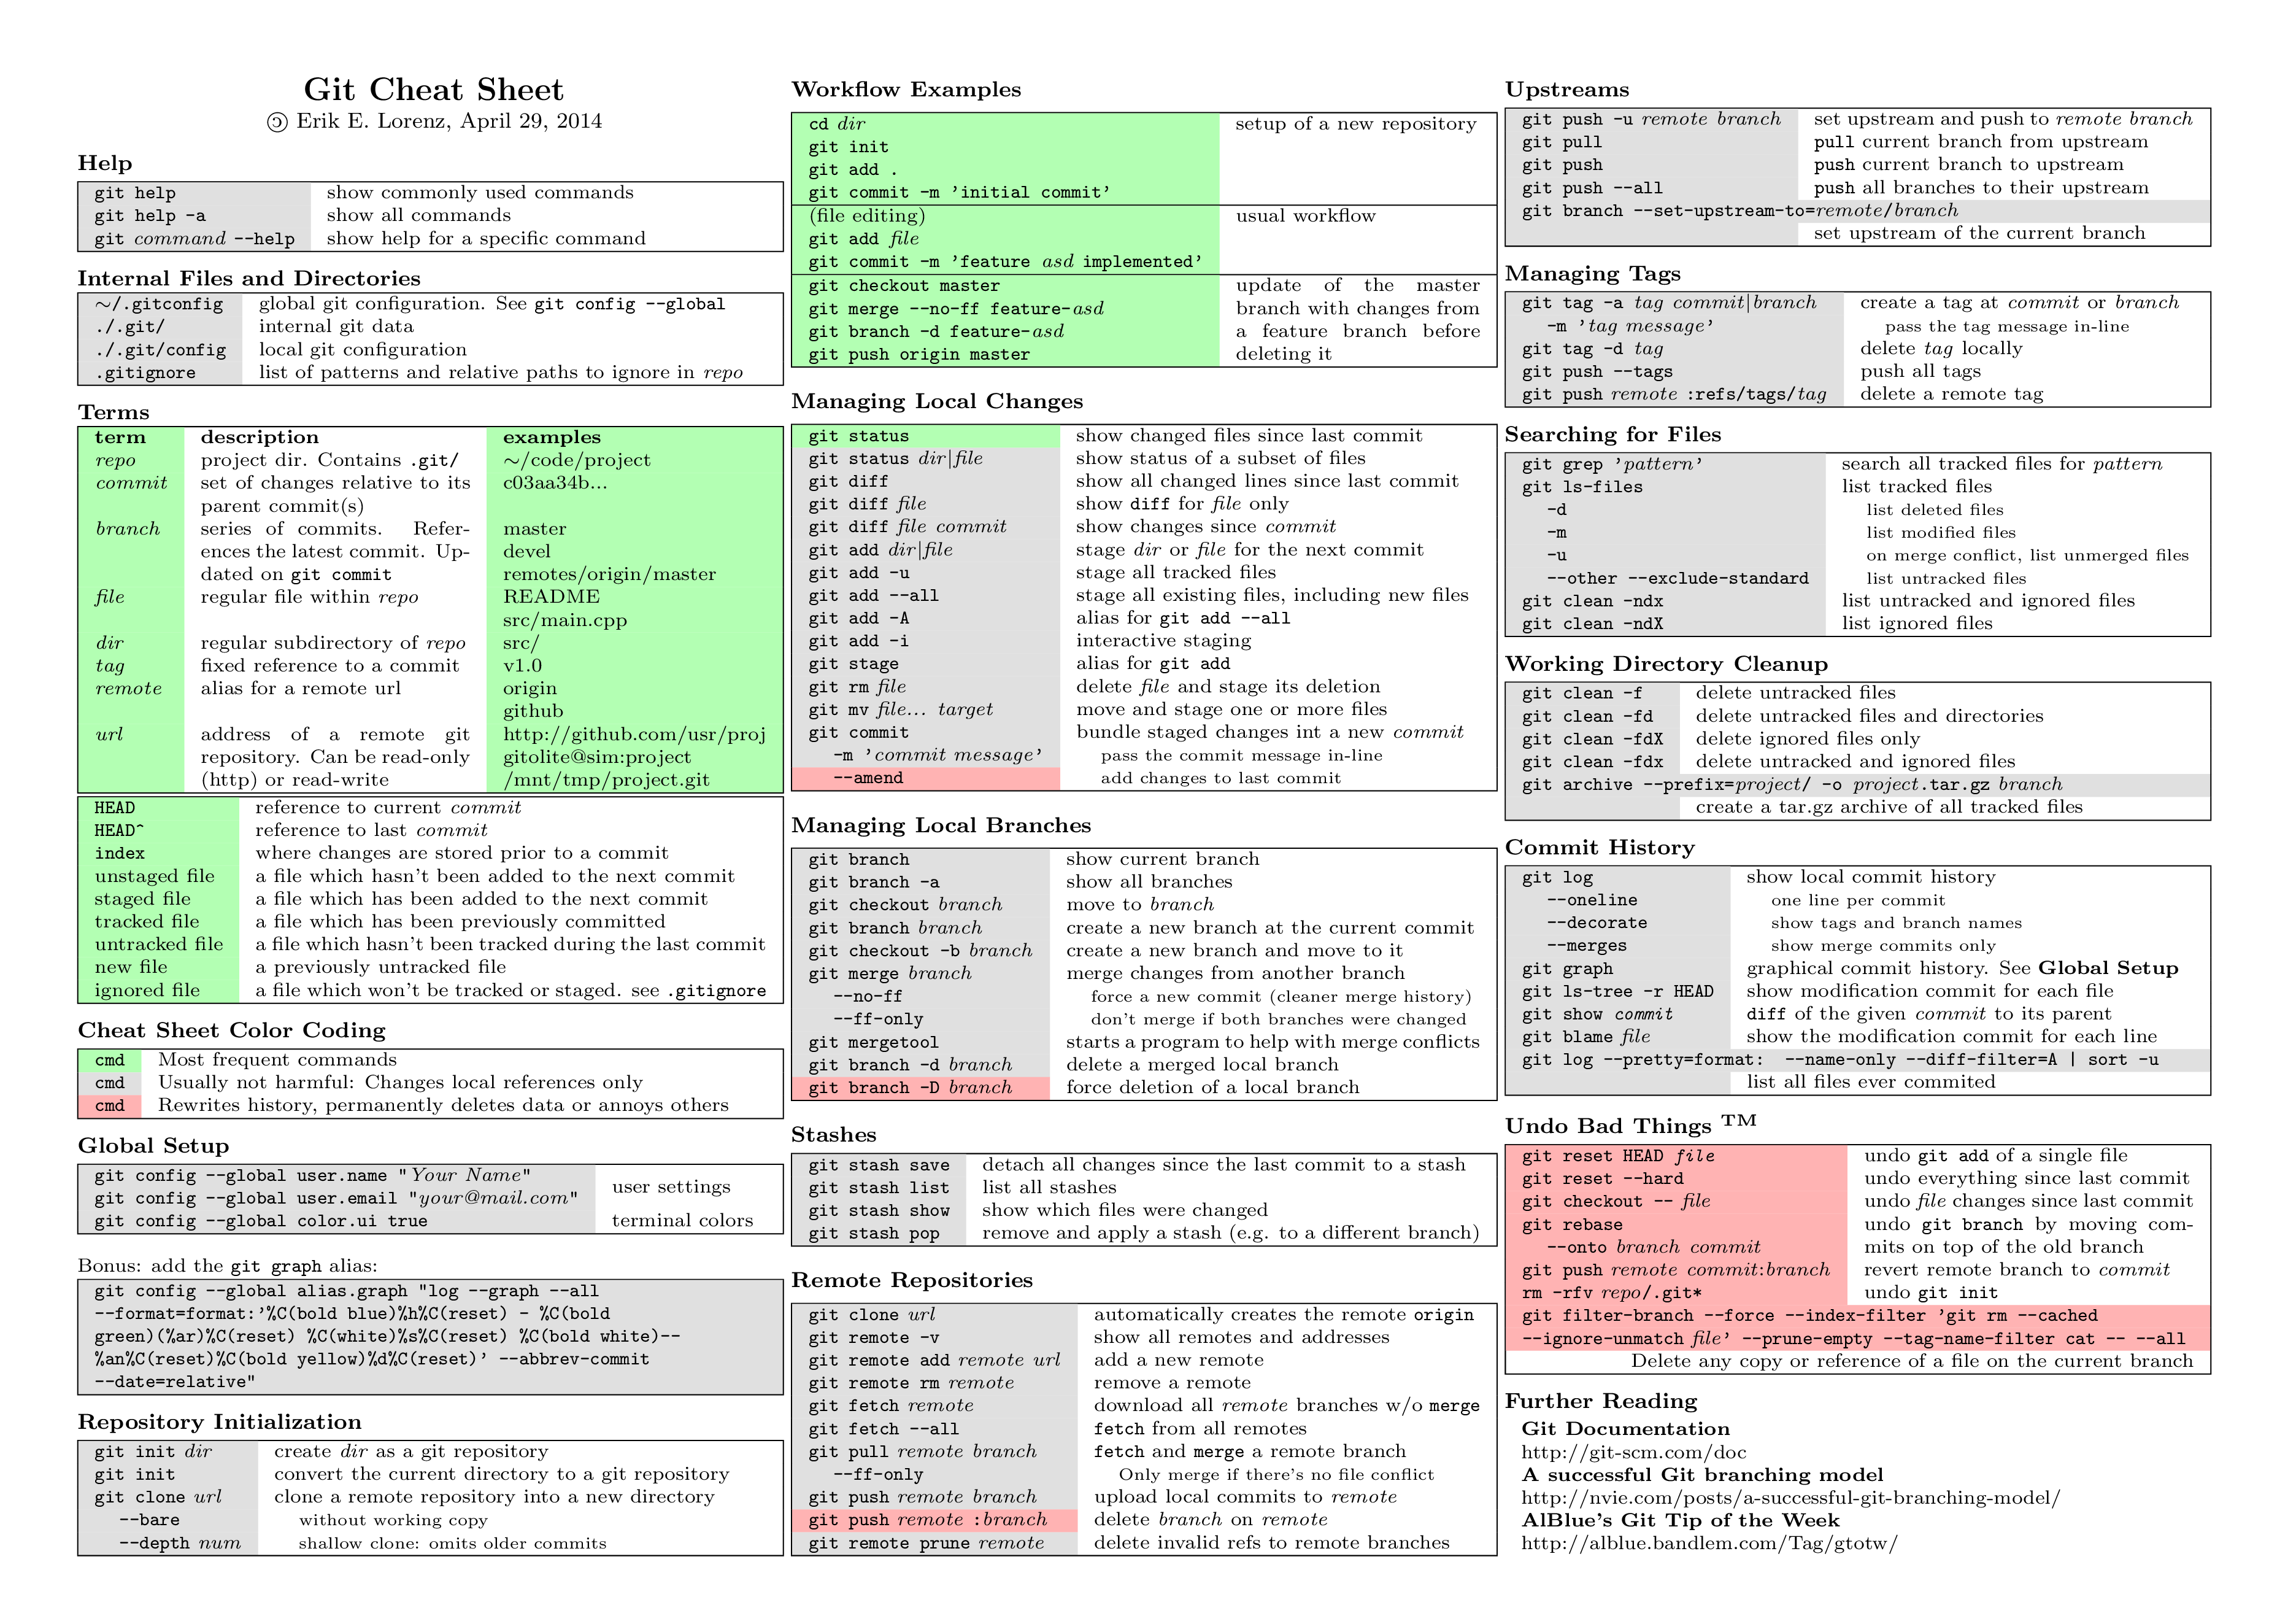 Git Cheat Sheet
🄯 Erik E. Lorenz, April 29, 2014
Help
git help show commonly used commands
git help -a show all commands
git command --help show help for a specific command
Internal Files and Directories
~/.gitconfig global git configuration. See git config --global
./.git/ internal git data
./.git/config local git configuration
.gitignore list of patterns and relative paths to ignore in repo
Terms
term description examples
repo project dir. Contains .git/ ~/code/project
commit set of changes relative to its c03aa34b...
parent commit(s)
branch series of commits. Refer- master
ences the latest commit. Up- devel
dated on git commit remotes/origin/master
file regular file within repo README
src/main.cpp
dir regular subdirectory of repo src/
tag fixed reference to a commit v1.0
remote alias for a remote url origin
github
url address of a remote git http://github.com/usr/proj
repository. Can be read-only gitolite@sim:project
(http) or read-write /mnt/tmp/project.git
HEAD reference to current commit
HEAD^ reference to last commit
index where changes are stored prior to a commit
unstaged file a file which hasn't been added to the next commit
staged file a file which has been added to the next commit
tracked file a file which has been previously committed
untracked file a file which hasn't been tracked during the last commit
new file a previously untracked file
ignored file a file which won't be tracked or staged. see .gitignore
Cheat Sheet Color Coding
cmd Most frequent commands
cmd Usually not harmful: Changes local references only
cmd Rewrites history, permanently deletes data or annoys others
Global Setup
git config --global user.name "Your Name"
user settings
git config --global user.email "your@mail.com"
git config --global color.ui true terminal colors
Bonus: add the git graph alias:
git config --global alias.graph "log --graph --all
--format=format:'%C(bold blue)%h%C(reset) - %C(bold
green)(%ar)%C(reset) %C(white)%s%C(reset) %C(bold white)--
%an%C(reset)%C(bold yellow)%d%C(reset)' --abbrev-commit
--date=relative"
Repository Initialization
git init dir create dir as a git repository
git init convert the current directory to a git repository
git clone url clone a remote repository into a new directory
--bare without working copy
--depth num shallow clone: omits older commits
Workflow Examples
cd dir setup of a new repository
git init
git add .
git commit -m 'initial commit'
(file editing) usual workflow
git add file
git commit -m 'feature asd implemented'
git checkout master update of the master
git merge --no-ff feature-asd branch with changes from
git branch -d feature-asd a feature branch before
git push origin master deleting it
Managing Local Changes
git status show changed files since last commit
git status dir|file show status of a subset of files
git diff show all changed lines since last commit
git diff file show diff for file only
git diff file commit show changes since commit
git add dir|file stage dir or file for the next commit
git add -u stage all tracked files
git add --all stage all existing files, including new files
git add -A alias for git add --all
git add -i interactive staging
git stage alias for git add
git rm file delete file and stage its deletion
git mv file... target move and stage one or more files
git commit bundle staged changes int a new commit
-m 'commit message' pass the commit message in-line
--amend add changes to last commit
Managing Local Branches
git branch show current branch
git branch -a show all branches
git checkout branch move to branch
git branch branch create a new branch at the current commit
git checkout -b branch create a new branch and move to it
git merge branch merge changes from another branch
--no-ff force a new commit (cleaner merge history)
--ff-only don't merge if both branches were changed
git mergetool starts a program to help with merge conflicts
git branch -d branch delete a merged local branch
git branch -D branch force deletion of a local branch
Stashes
git stash save detach all changes since the last commit to a stash
git stash list list all stashes
git stash show show which files were changed
git stash pop remove and apply a stash (e.g. to a different branch)
Remote Repositories
git clone url automatically creates the remote origin
git remote -v show all remotes and addresses
git remote add remote url add a new remote
git remote rm remote remove a remote
git fetch remote download all remote branches w/o merge
git fetch --all fetch from all remotes
git pull remote branch fetch and merge a remote branch
--ff-only Only merge if there's no file conflict
git push remote branch upload local commits to remote
git push remote :branch delete branch on remote
git remote prune remote delete invalid refs to remote branches
Upstreams
git push -u remote branch set upstream and push to remote branch
git pull pull current branch from upstream
git push push current branch to upstream
git push --all push all branches to their upstream
git branch --set-upstream-to=remote/branch
set upstream of the current branch
Managing Tags
git tag -a tag commit|branch create a tag at commit or branch
-m 'tag message' pass the tag message in-line
git tag -d tag delete tag locally
git push --tags push all tags
git push remote :refs/tags/tag delete a remote tag
Searching for Files
git grep 'pattern' search all tracked files for pattern
git ls-files list tracked files
-d list deleted files
-m list modified files
-u on merge conflict, list unmerged files
--other --exclude-standard list untracked files
git clean -ndx list untracked and ignored files
git clean -ndX list ignored files
Working Directory Cleanup
git clean -f delete untracked files
git clean -fd delete untracked files and directories
git clean -fdX delete ignored files only
git clean -fdx delete untracked and ignored files
git archive --prefix=project/ -o project.tar.gz branch
create a tar.gz archive of all tracked files
Commit History
git log show local commit history
--oneline one line per commit
--decorate show tags and branch names
--merges show merge commits only
git graph graphical commit history. See Global Setup
git ls-tree -r HEAD show modification commit for each file
git show commit diff of the given commit to its parent
git blame file show the modification commit for each line
git log --pretty=format: --name-only --diff-filter=A | sort -u
list all files ever commited
Undo Bad Things TM
git reset HEAD file undo git add of a single file
git reset --hard undo everything since last commit
git checkout -- file undo file changes since last commit
git rebase undo git branch by moving com-
--onto branch commit mits on top of the old branch
git push remote commit:branch revert remote branch to commit
rm -rfv repo/.git* undo git init
git filter-branch --force --index-filter 'git rm --cached
--ignore-unmatch file' --prune-empty --tag-name-filter cat -- --all
Delete any copy or reference of a file on the current branch
Further Reading
Git Documentation
http://git-scm.com/doc
A successful Git branching model
http://nvie.com/posts/a-successful-git-branching-model/
AlBlue's Git Tip of the Week
http://alblue.bandlem.com/Tag/gtotw/